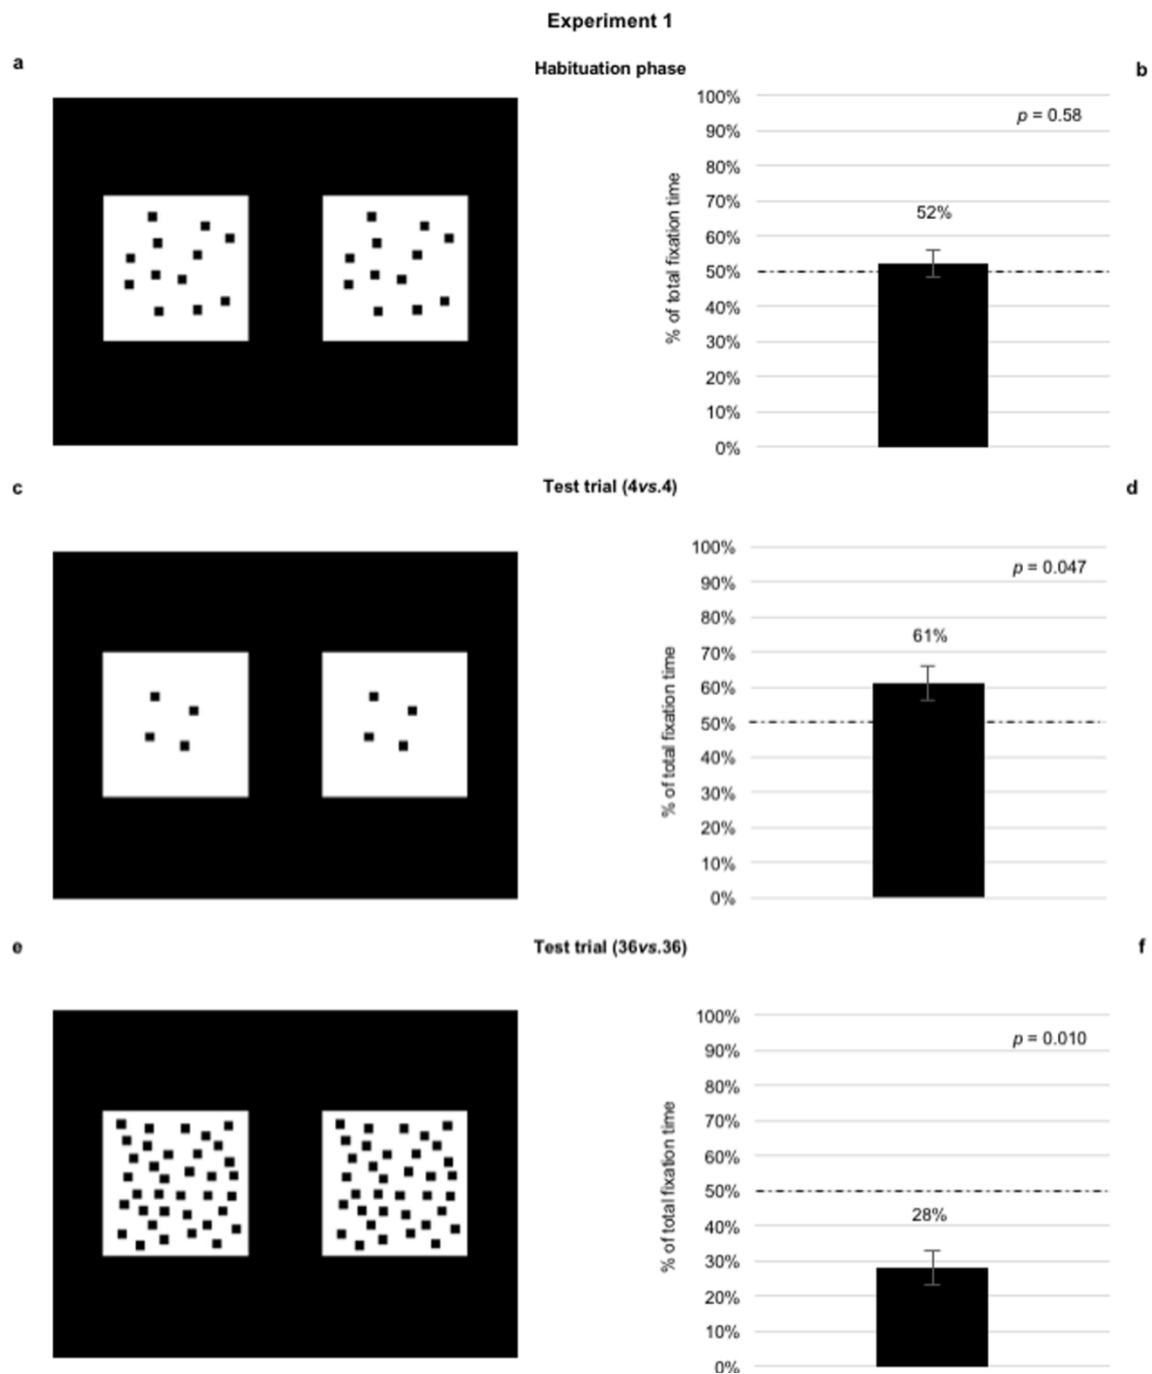 Experiment 1
a
Habituation phase
b
100%
p = 0.58
90%
80%
70%
52%
60%
50%
40%
30%
20%
10%
0%
% of total fixation time
c
Test trial (4vs.4)
d
100%
p = 0.047
90%
80%
61%
70%
60%
50%
40%
30%
20%
10%
0%
% of total fixation time
e
Test trial (36vs.36)
f
100%
p = 0.010
90%
80%
70%
60%
50%
28%
40%
30%
20%
10%
0%
% of total fixation time